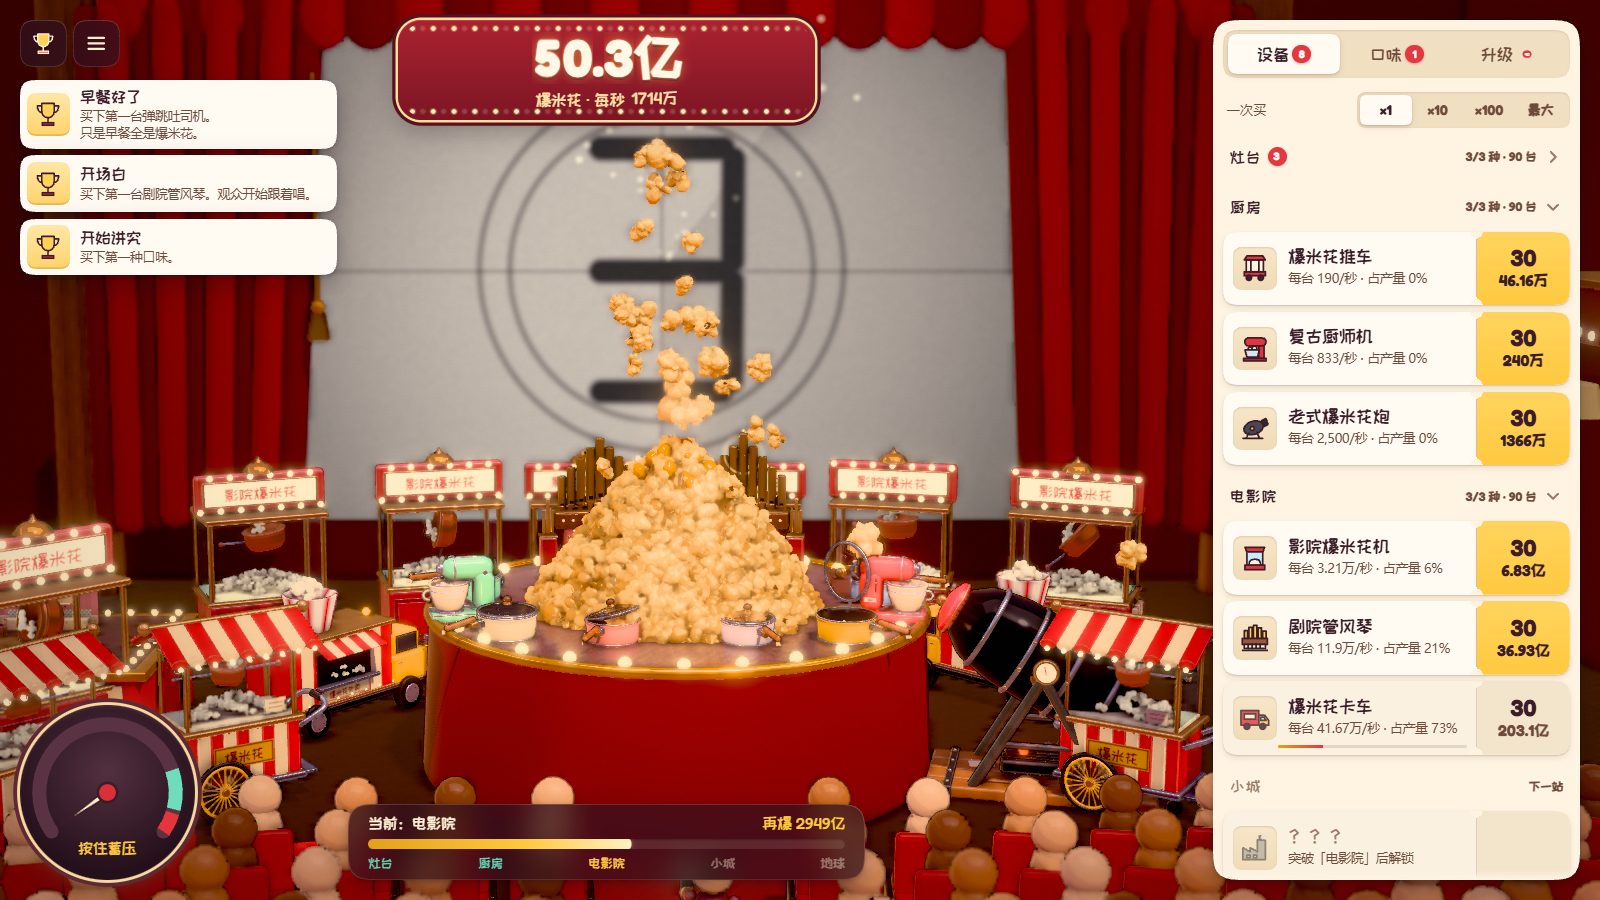 50.3亿
爆米花 · 每秒 1714万
早餐好了
买下第一台弹跳吐司机。
只是早餐全是爆米花。
开场白
买下第一台剧院管风琴。观众开始跟着唱。
开始讲究
买下第一种口味。
影院爆米花
影院爆米花
影院爆米花
影院爆米花
影院爆米花
爆米花
爆米花
按住蓄压
当前：电影院
再爆 2949亿
灶台
厨房
电影院
小城
地球
设备 8
口味 1
升级 0
一次买
×1
×10
×100
最大
灶台 3
3/3 种 · 90 台
厨房
3/3 种 · 90 台
爆米花推车
每台 190/秒 · 占产量 0%
30
46.16万
复古厨师机
每台 833/秒 · 占产量 0%
30
240万
老式爆米花炮
每台 2,500/秒 · 占产量 0%
30
1366万
电影院
3/3 种 · 90 台
影院爆米花机
每台 3.21万/秒 · 占产量 6%
30
6.83亿
剧院管风琴
每台 11.9万/秒 · 占产量 21%
30
36.93亿
爆米花卡车
每台 41.67万/秒 · 占产量 73%
30
203.1亿
小城
下一站
？ ？ ？
突破「电影院」后解锁